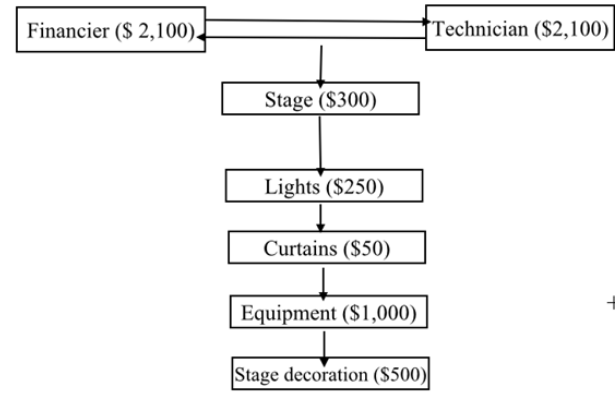 Financier ($ 2,100)
Technician ($2,100)
Stage ($300)
Lights ($250)
Curtains ($50)
Equipment ($1,000)
Stage decoration ($500)